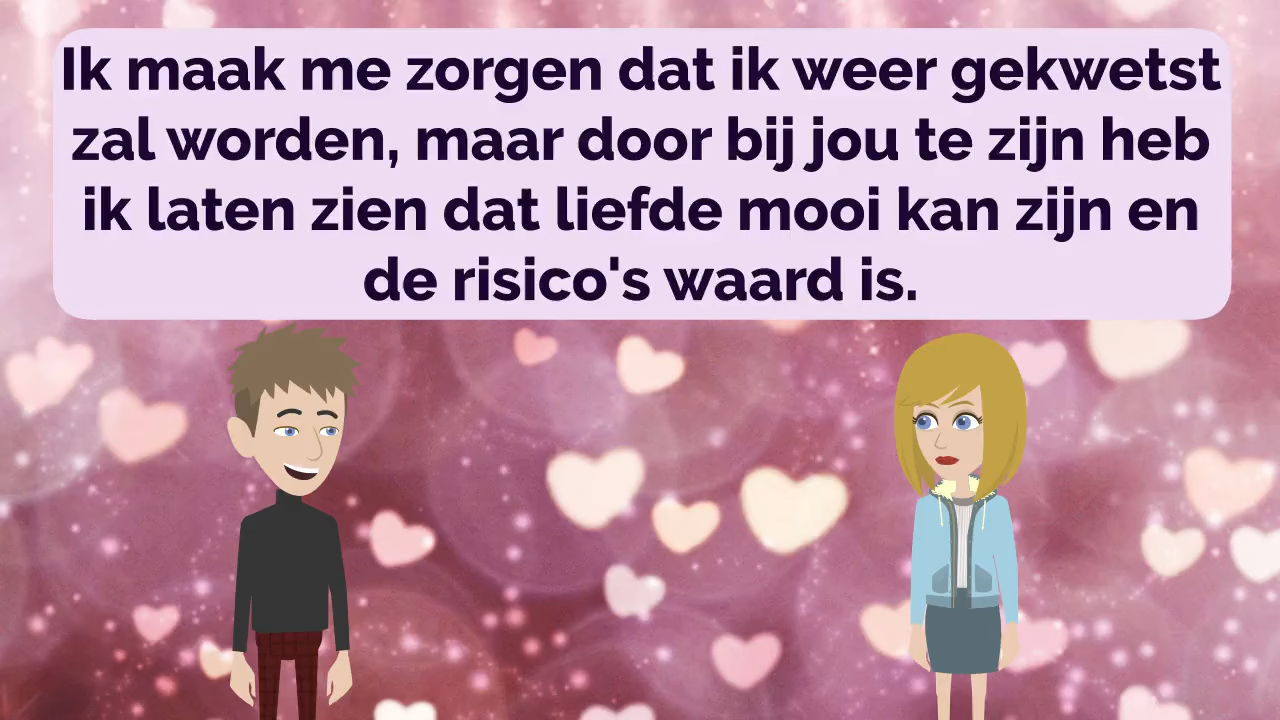 Ik maak me zorgen dat ik weer gekwetst
zal worden, maar door bij jou te zijn heb
ik laten zien dat liefde mooi kan zijn en
de risico's waard is.